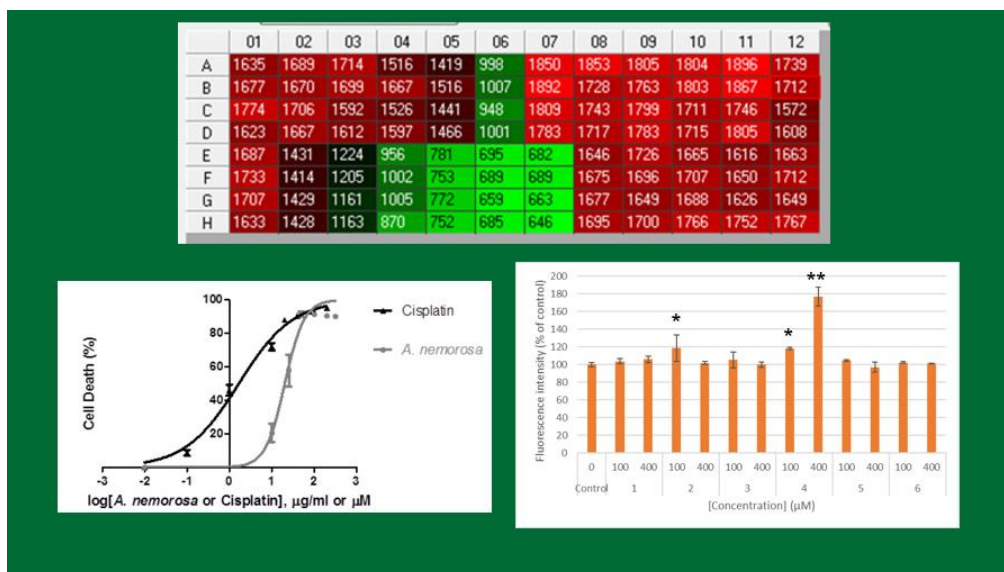 01 02 03 04 05 06 07 08 09 10 11 12
A 1635 1689 1714 1516 1419 998 1850 1853 1805 1804 1896 1739
B 1677 1670 1699 1667 1516 1007 1892 1728 1763 1803 1867 1712
C 1774 1706 1592 1526 1441 948 1809 1743 1799 1711 1746 1572
D 1623 1667 1612 1597 1466 1001 1783 1717 1783 1715 1805 1608
E 1687 1431 1224 956 781 695 682 1646 1726 1665 1616 1663
F 1733 1414 1205 1002 753 689 689 1675 1696 1707 1650 1712
G 1707 1429 1161 1005 772 659 663 1677 1649 1688 1626 1649
H 1633 1428 1163 870 752 685 646 1695 1700 1766 1752 1767
Cell Death (%)
100
80
60
40
20
-3 -2 -1 0 1 2 3
log[A. nemorosa or Cisplatin], μg/ml or μM
Cisplatin
A. nemorosa
Fluorescence intensity (% of control)
200
180
160
140
120
100
80
60
40
20
0
*
*
**
0 100 400 100 400 100 400 100 400 100 400 100 400
Control 1 2 3 4 5 6
[Concentration] (μM)